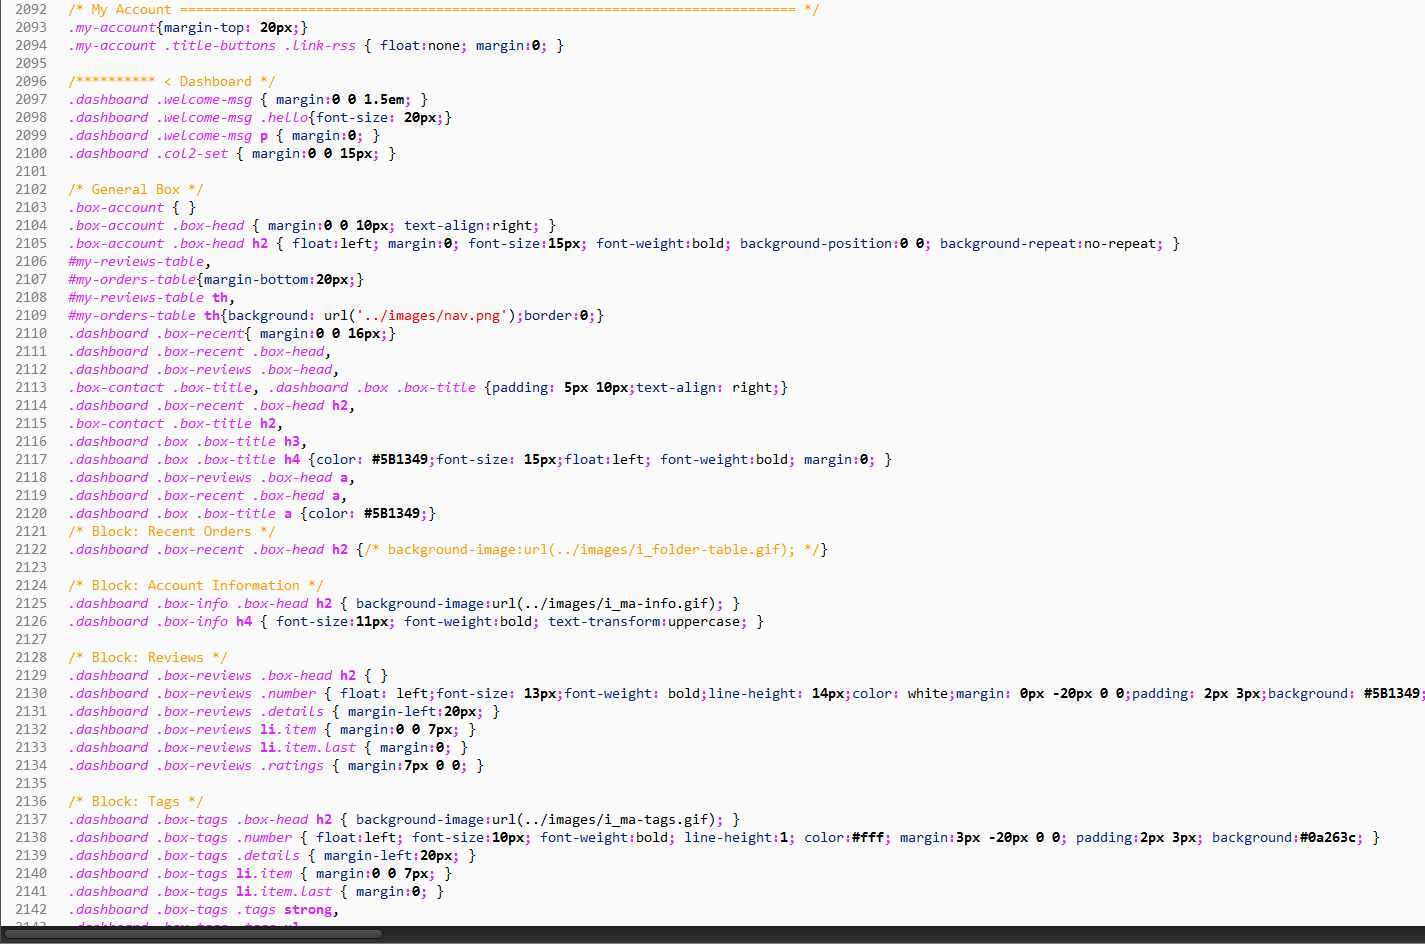 2092 /* My Account ============================================================================= */
2093 .my-account{margin-top: 20px;}
2094 .my-account .title-buttons .link-rss { float:none; margin:0; }
2095
2096 /********** < Dashboard */
2097 .dashboard .welcome-msg { margin:0 0 1.5em; }
2098 .dashboard .welcome-msg .hello{font-size: 20px;}
2099 .dashboard .welcome-msg p { margin:0; }
2100 .dashboard .col2-set { margin:0 0 15px; }
2101
2102 /* General Box */
2103 .box-account { }
2104 .box-account .box-head { margin:0 0 10px; text-align:right; }
2105 .box-account .box-head h2 { float:left; margin:0; font-size:15px; font-weight:bold; background-position:0 0; background-repeat:no-repeat; }
2106 #my-reviews-table,
2107 #my-orders-table{margin-bottom:20px;}
2108 #my-reviews-table th,
2109 #my-orders-table th{background: url('../images/nav.png');border:0;}
2110 .dashboard .box-recent{ margin:0 0 16px;}
2111 .dashboard .box-recent .box-head,
2112 .dashboard .box-reviews .box-head,
2113 .box-contact .box-title, .dashboard .box .box-title {padding: 5px 10px;text-align: right;}
2114 .dashboard .box-recent .box-head h2,
2115 .box-contact .box-title h2,
2116 .dashboard .box .box-title h3,
2117 .dashboard .box .box-title h4 {color: #5B1349;font-size: 15px;float:left; font-weight:bold; margin:0; }
2118 .dashboard .box-reviews .box-head a,
2119 .dashboard .box-recent .box-head a,
2120 .dashboard .box .box-title a {color: #5B1349;}
2121 /* Block: Recent Orders */
2122 .dashboard .box-recent .box-head h2 {/* background-image:url(../images/i_folder-table.gif); */}
2123
2124 /* Block: Account Information */
2125 .dashboard .box-info .box-head h2 { background-image:url(../images/i_ma-info.gif); }
2126 .dashboard .box-info h4 { font-size:11px; font-weight:bold; text-transform:uppercase; }
2127
2128 /* Block: Reviews */
2129 .dashboard .box-reviews .box-head h2 { }
2130 .dashboard .box-reviews .number { float: left;font-size: 13px;font-weight: bold;line-height: 14px;color: white;margin: 0px -20px 0 0;padding: 2px 3px;background: #5B1349;
2131 .dashboard .box-reviews .details { margin-left:20px; }
2132 .dashboard .box-reviews li.item { margin:0 0 7px; }
2133 .dashboard .box-reviews li.item.last { margin:0; }
2134 .dashboard .box-reviews .ratings { margin:7px 0 0; }
2135
2136 /* Block: Tags */
2137 .dashboard .box-tags .box-head h2 { background-image:url(../images/i_ma-tags.gif); }
2138 .dashboard .box-tags .number { float:left; font-size:10px; font-weight:bold; line-height:1; color:#fff; margin:3px -20px 0 0; padding:2px 3px; background:#0a263c; }
2139 .dashboard .box-tags .details { margin-left:20px; }
2140 .dashboard .box-tags li.item { margin:0 0 7px; }
2141 .dashboard .box-tags li.item.last { margin:0; }
2142 .dashboard .box-tags .tags strong,